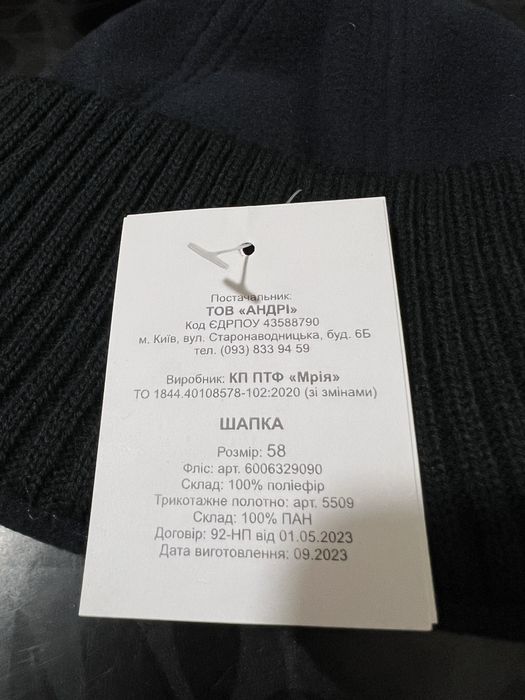 Постачальник:
ТОВ «АНДРІ»
Код ЄДРПОУ 43588790
м. Київ, вул. Старонаводницька, буд. 6Б
тел. (093) 833 94 59
Виробник: КП ПТФ «Мрія»
ТО 1844.40108578-102:2020 (зі змінами)
ШАПКА
Розмір: 58
Фліс: арт. 6006329090
Склад: 100% поліефір
Трикотажне полотно: арт. 5509
Склад: 100% ПАН
Договір: 92-НП від 01.05.2023
Дата виготовлення: 09.2023